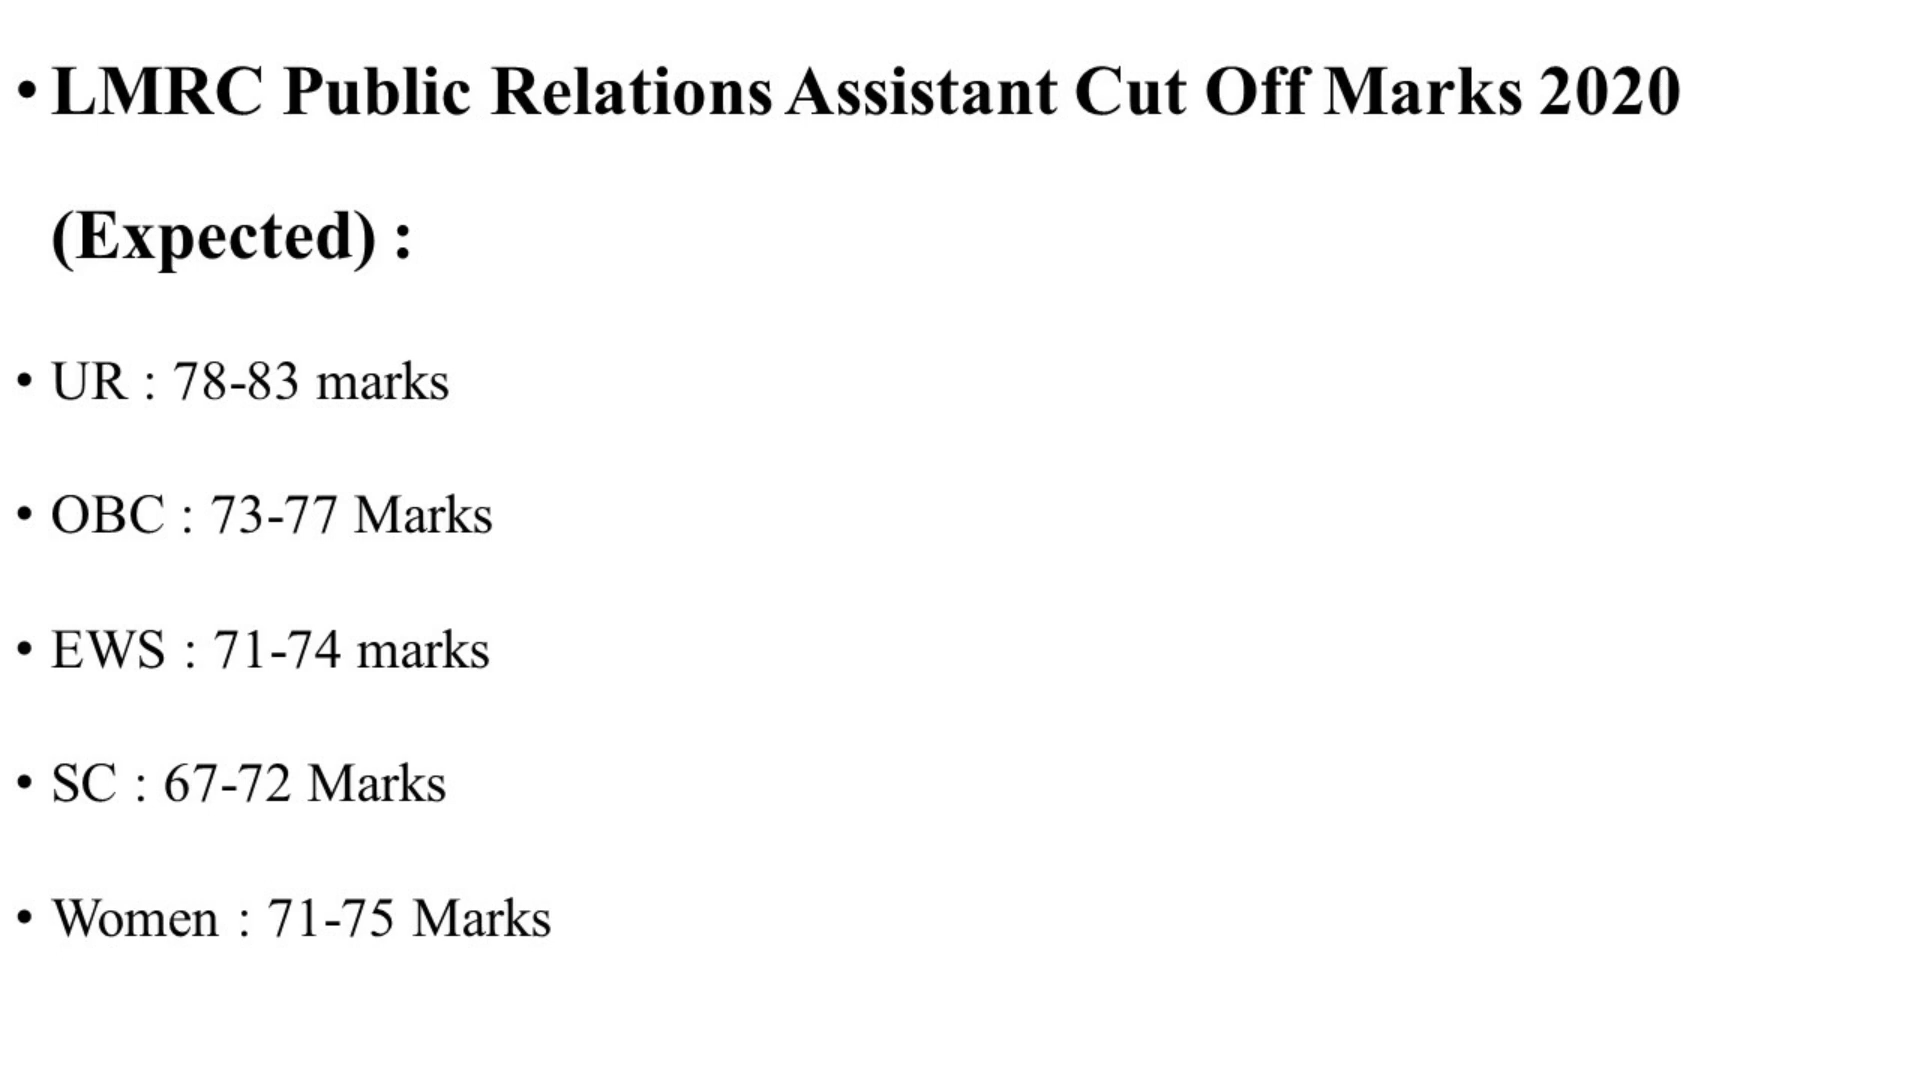 • LMRC Public Relations Assistant Cut Off Marks 2020
(Expected) :
• UR : 78-83 marks
• OBC : 73-77 Marks
• EWS : 71-74 marks
• SC : 67-72 Marks
• Women : 71-75 Marks